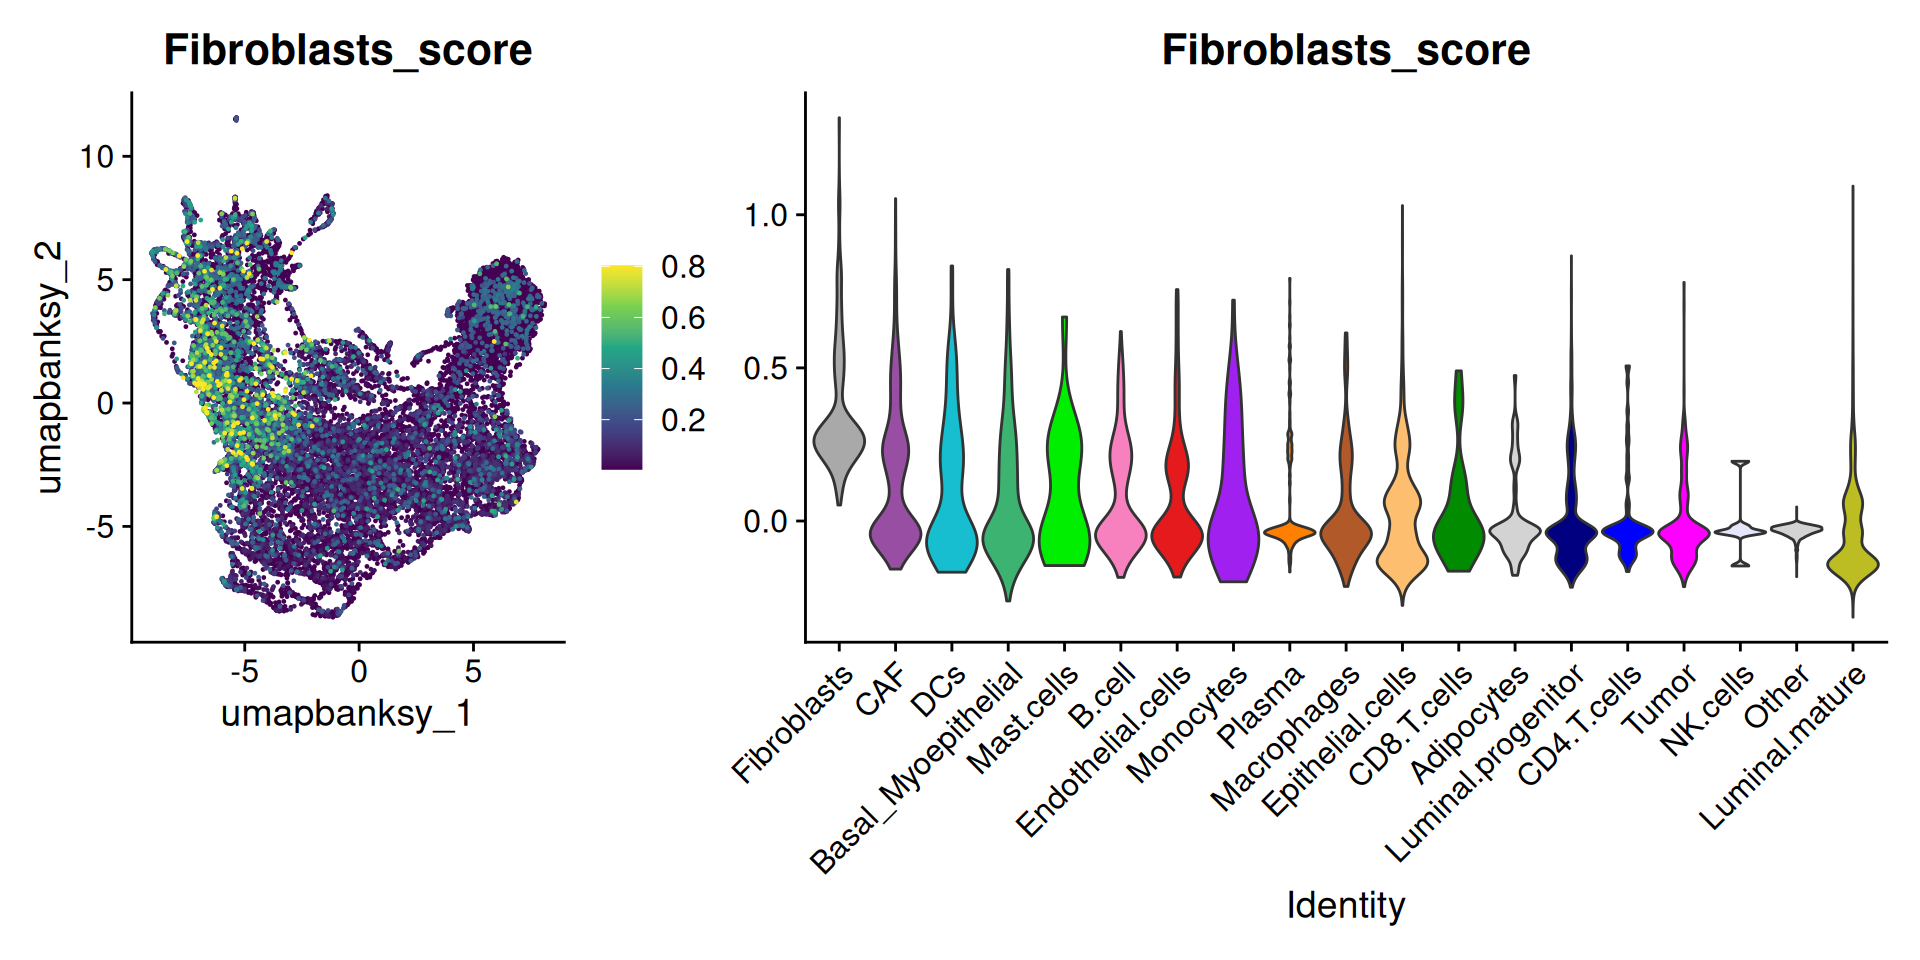 Fibroblasts_score
umapbanksy_2
10
5
0
-5
-5
0
5
umapbanksy_1
0.8
0.6
0.4
0.2
Fibroblasts_score
1.0
0.5
0.0
Fibroblasts
CAF
DCs
Basal_Myoepithelial
Mast.cells
B.cell
Endothelial.cells
Monocytes
Plasma
Macrophages
Epithelial.cells
CD8.T.cells
Adipocytes
Luminal.progenitor
CD4.T.cells
Tumor
NK.cells
Other
Luminal.mature
Identity